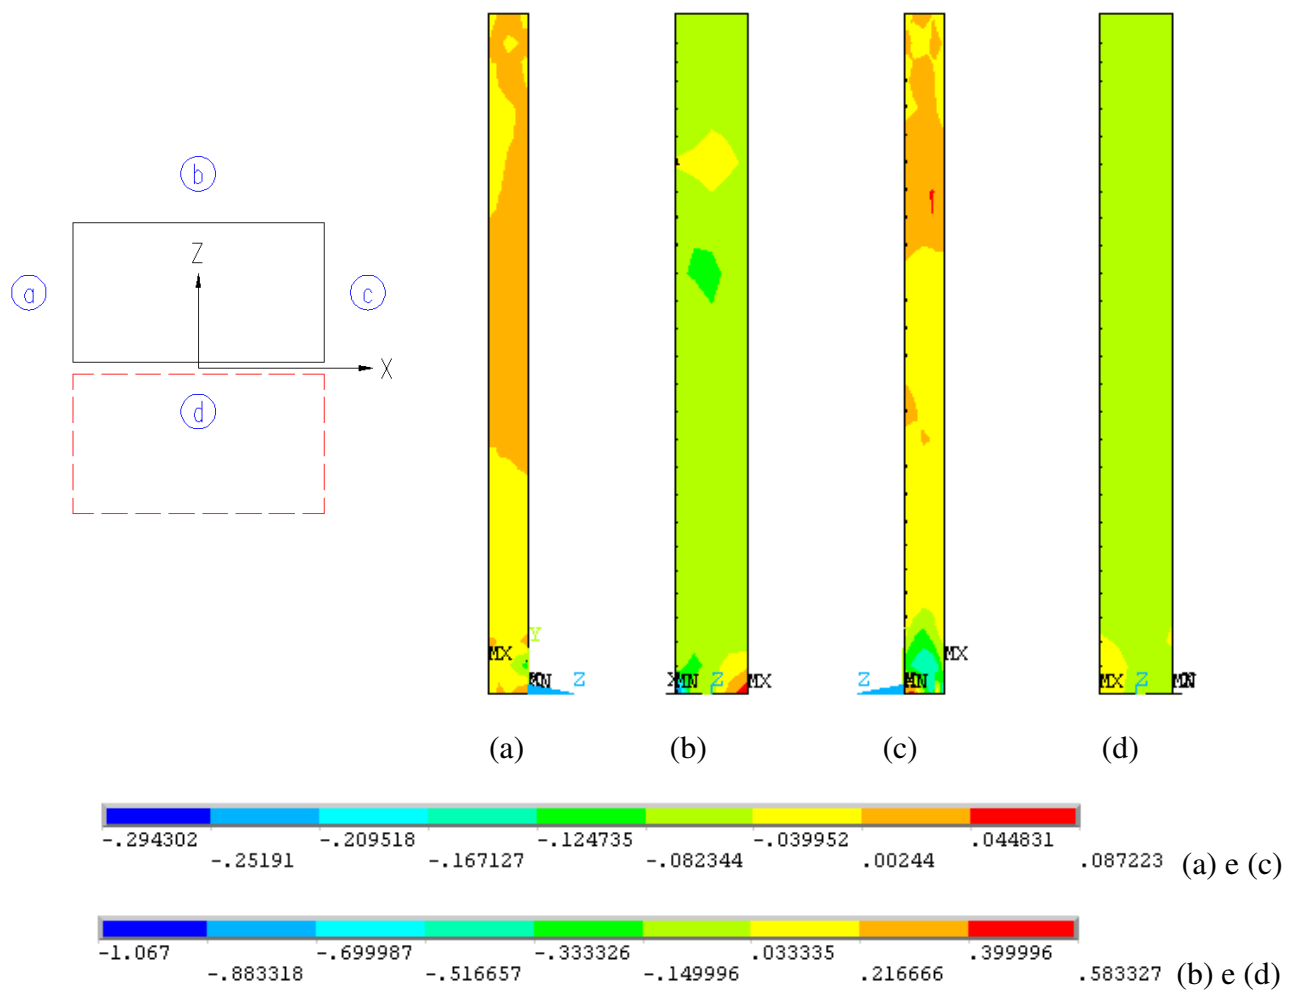 b
Z
a
c
X
d
Y
MX
MN
Z
X
MN
Z
MX
Z
MN
MX
MX
Z
MN
(a)
(b)
(c)
(d)
-.294302
-.25191
-.209518
-.167127
-.124735
-.082344
-.039952
.00244
.044831
.087223
(a) e (c)
-1.067
-.883318
-.699987
-.516657
-.333326
-.149996
.033335
.216666
.399996
.583327
(b) e (d)